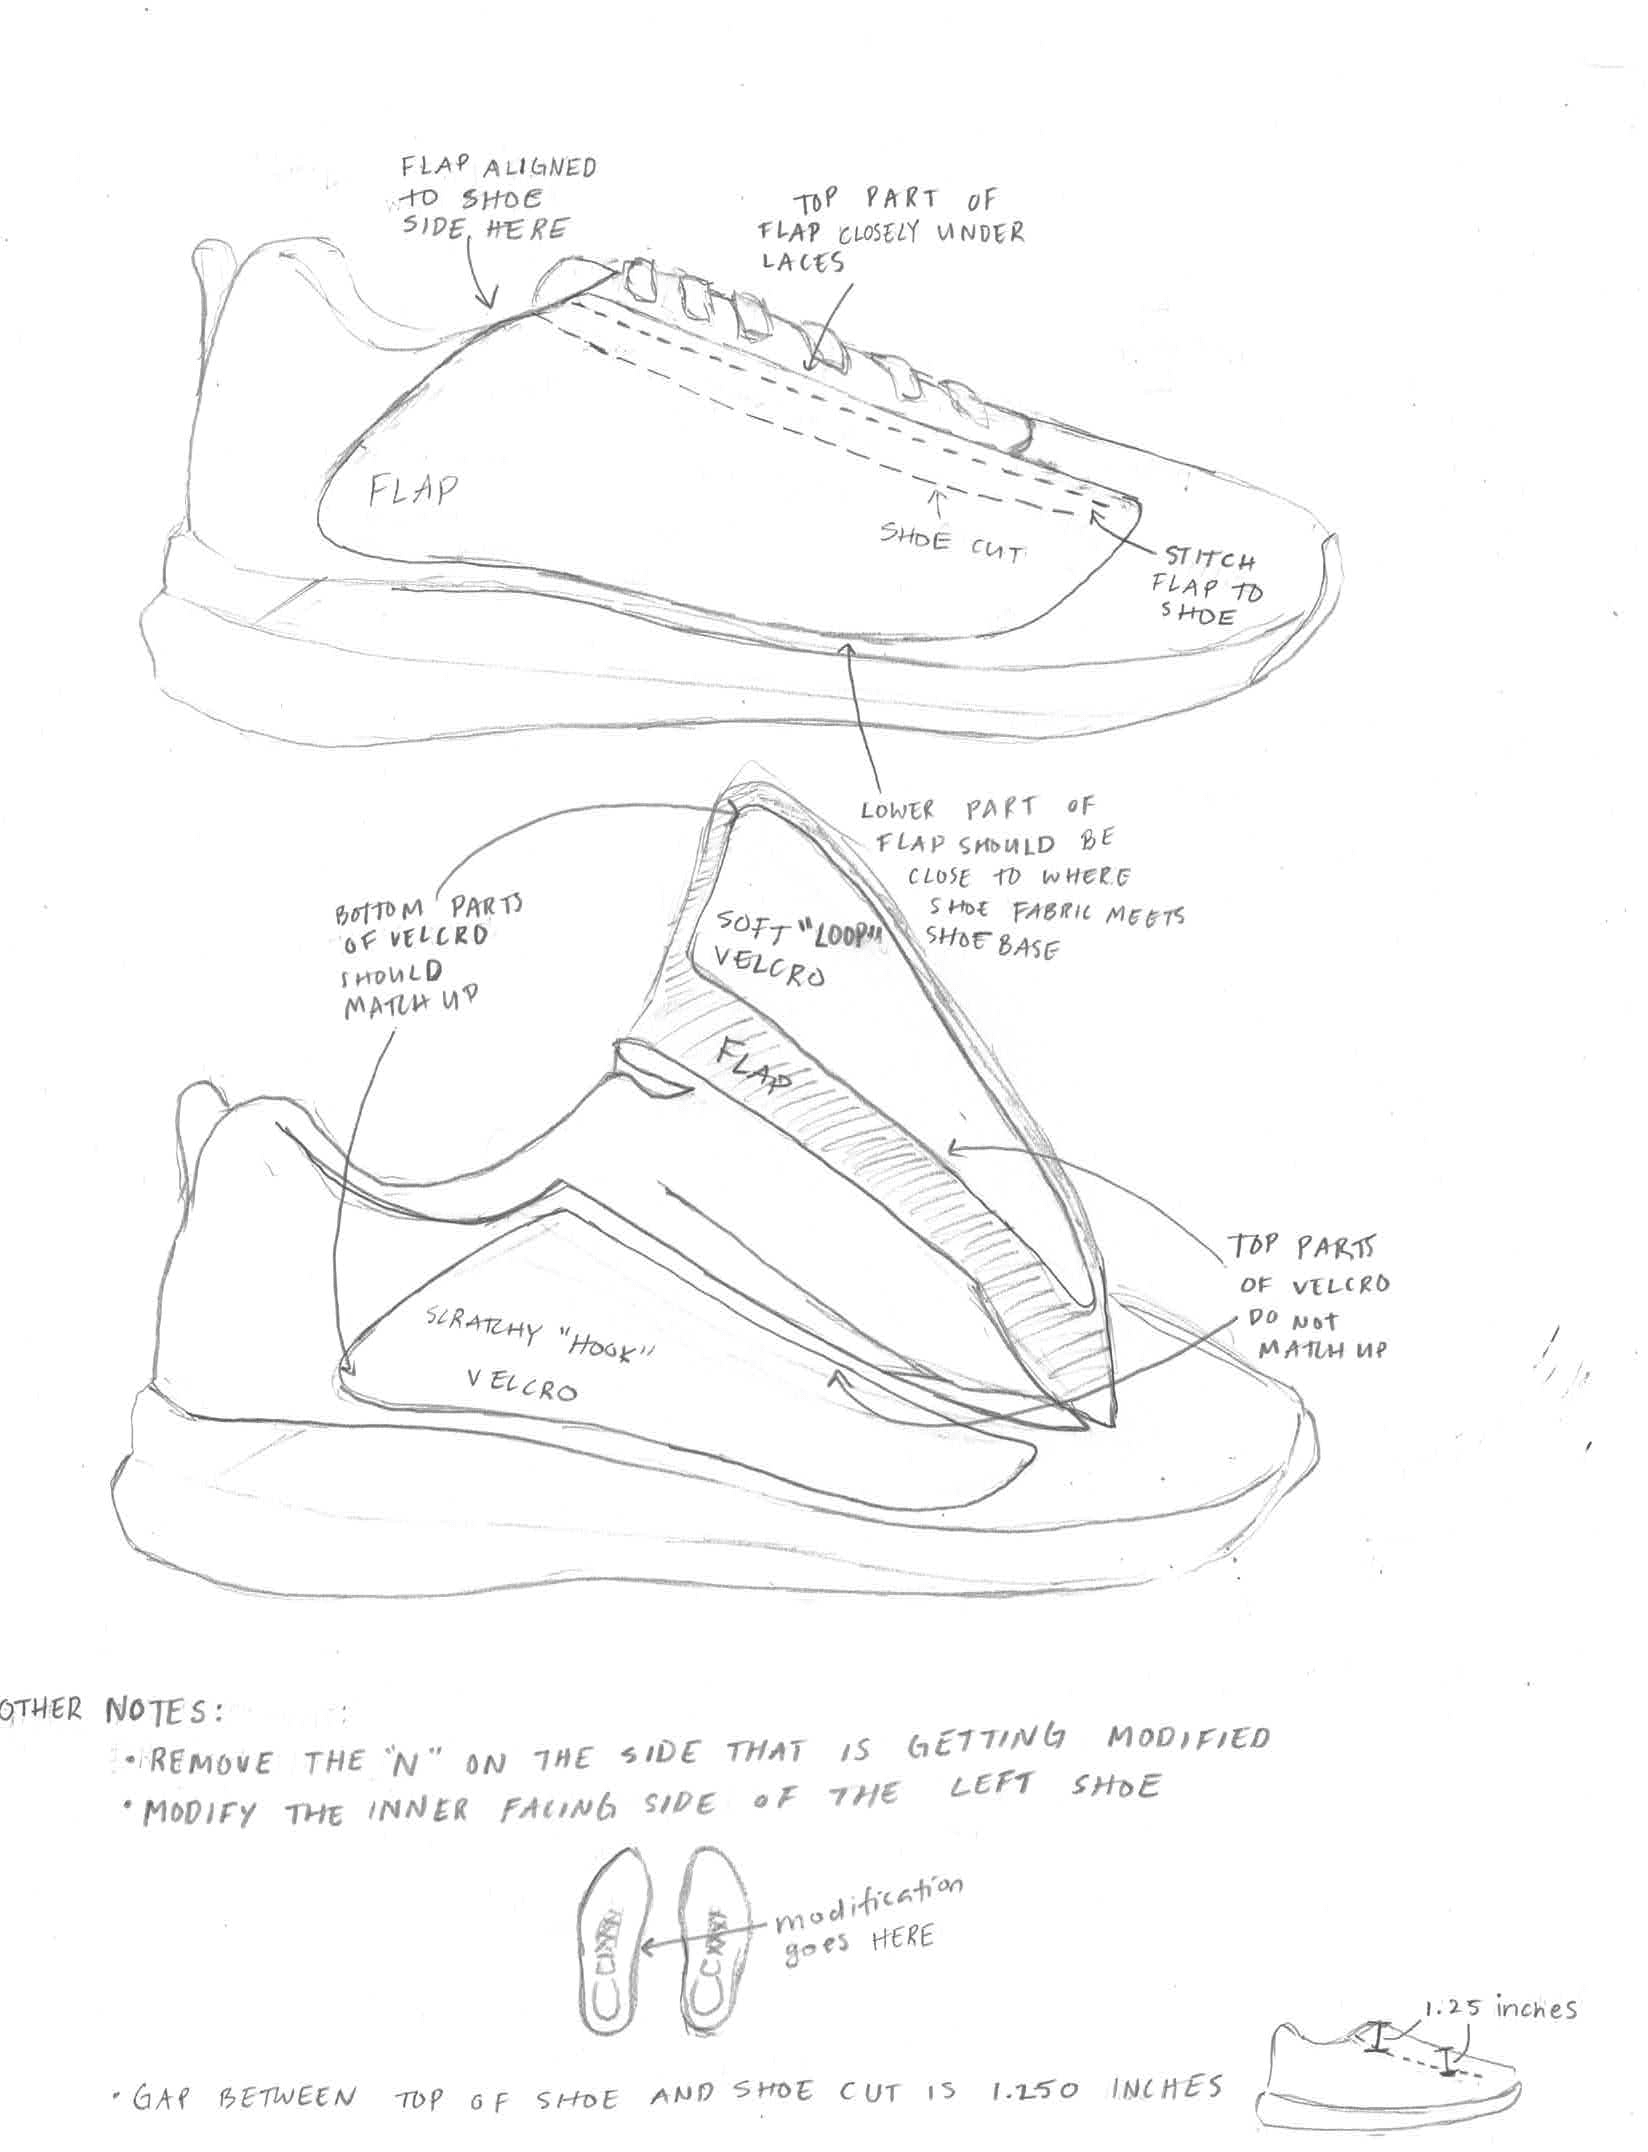 FLAP ALIGNED
TO SHOE
SIDE HERE
TOP PART OF
FLAP CLOSELY UNDER
LACES
FLAP
SHOE CUT
STITCH
FLAP TO
SHOE
LOWER PART OF
FLAP SHOULD BE
CLOSE TO WHERE
SHOE FABRIC MEETS
SHOE BASE
BOTTOM PARTS
OF VELCRO
SHOULD
MATCH UP
SOFT "LOOP"
VELCRO
FLAP
TOP PARTS
OF VELCRO
DO NOT
MATCH UP
SCRATCHY "HOOK"
VELCRO
OTHER NOTES:
• REMOVE THE "N" ON THE SIDE THAT IS GETTING MODIFIED
• MODIFY THE INNER FACING SIDE OF THE LEFT SHOE
modification
goes HERE
1.25 inches
• GAP BETWEEN TOP OF SHOE AND SHOE CUT IS 1.250 INCHES